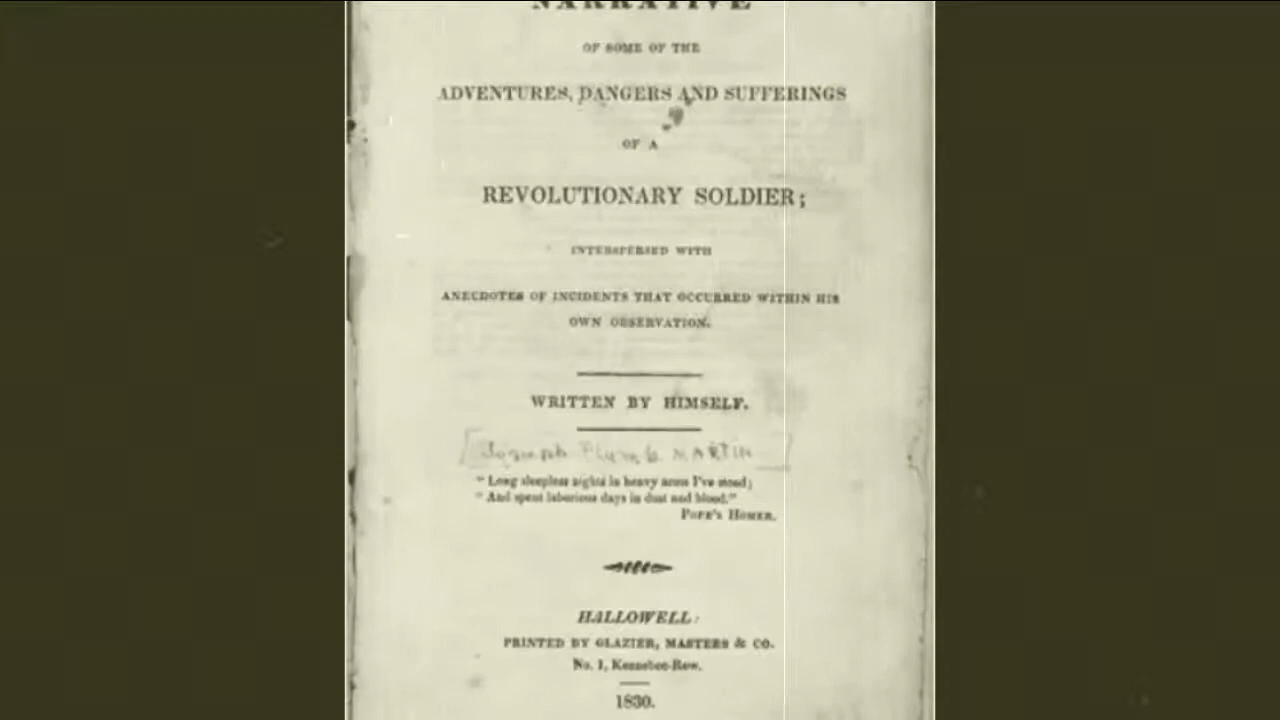 NARRATIVE
OF SOME OF THE
ADVENTURES, DANGERS AND SUFFERINGS
OF A
REVOLUTIONARY SOLDIER;
INTERSPERSED WITH
ANECDOTES OF INCIDENTS THAT OCCURRED WITHIN HIS
OWN OBSERVATION.
WRITTEN BY HIMSELF.
[Joseph Plumb MARTIN]
" Long sleepless nights in heavy arms I've stood;
" And spent laborious days in dust and blood."
POPE'S HOMER.
HALLOWELL:
PRINTED BY GLAZIER, MASTERS & CO.
No. 1, Kennebec-Row.
1830.